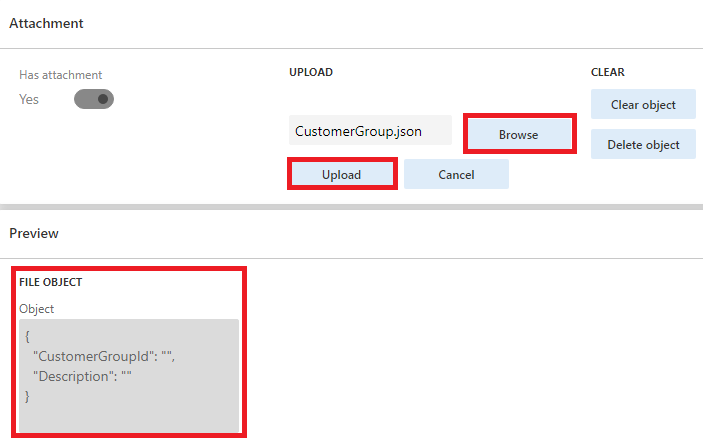 Attachment
Has attachment
Yes
UPLOAD
CustomerGroup.json
Browse
Upload
Cancel
CLEAR
Clear object
Delete object
Preview
FILE OBJECT
Object
{
"CustomerGroupId": "",
"Description": ""
}